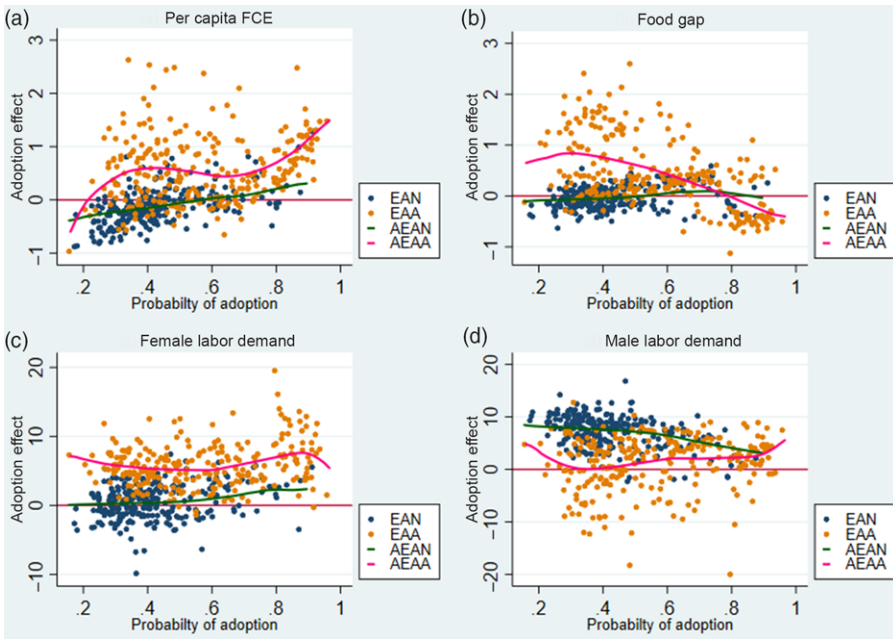 (a)
Per capita FCE
Adoption effect
3
2
1
0
−1
.2
.4
.6
.8
1
Probabilty of adoption
EAN
EAA
AEAN
AEAA
(b)
Food gap
Adoption effect
3
2
1
0
−1
.2
.4
.6
.8
1
Probabilty of adoption
EAN
EAA
AEAN
AEAA
(c)
Female labor demand
Adoption effect
20
10
0
−10
.2
.4
.6
.8
1
Probabilty of adoption
EAN
EAA
AEAN
AEAA
(d)
Male labor demand
Adoption effect
20
10
0
−10
−20
.2
.4
.6
.8
1
Probabilty of adoption
EAN
EAA
AEAN
AEAA